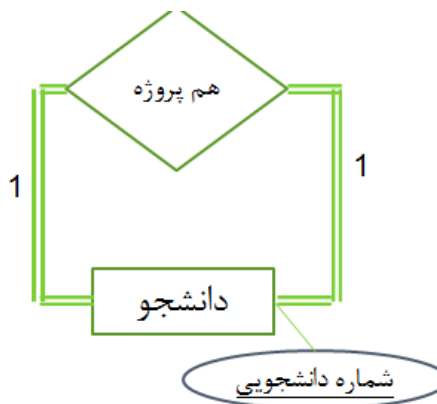 هم پروژه
1
1
دانشجو
شماره دانشجویی